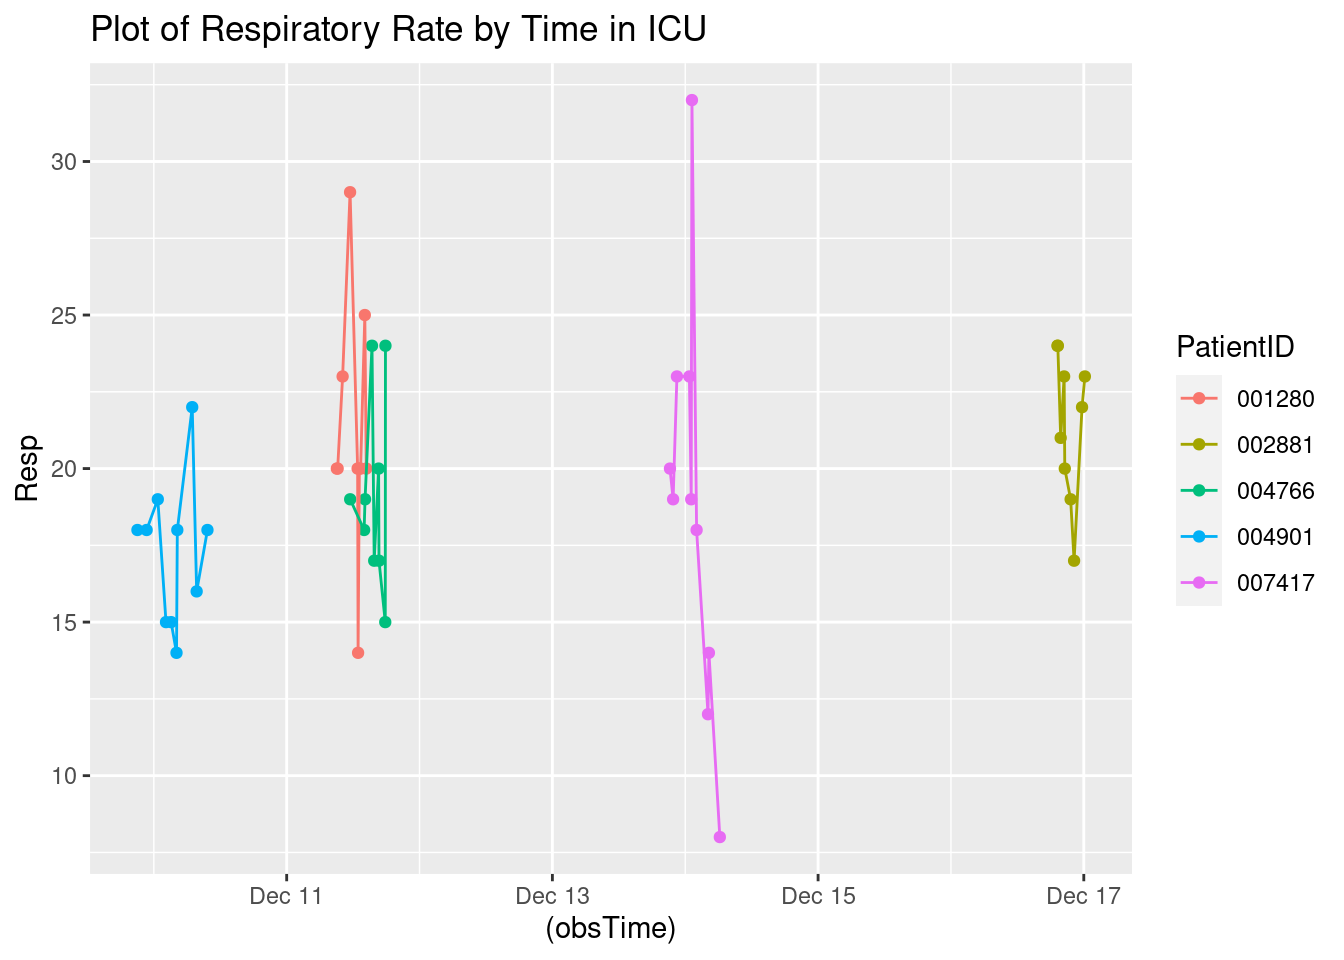 Plot of Respiratory Rate by Time in ICU
30
25
20
15
10
Resp
Dec 11
Dec 13
Dec 15
Dec 17
(obsTime)
PatientID
001280
002881
004766
004901
007417